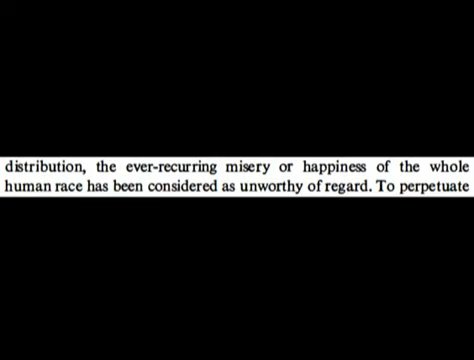 distribution, the ever-recurring misery or happiness of the whole
human race has been considered as unworthy of regard. To perpetuate